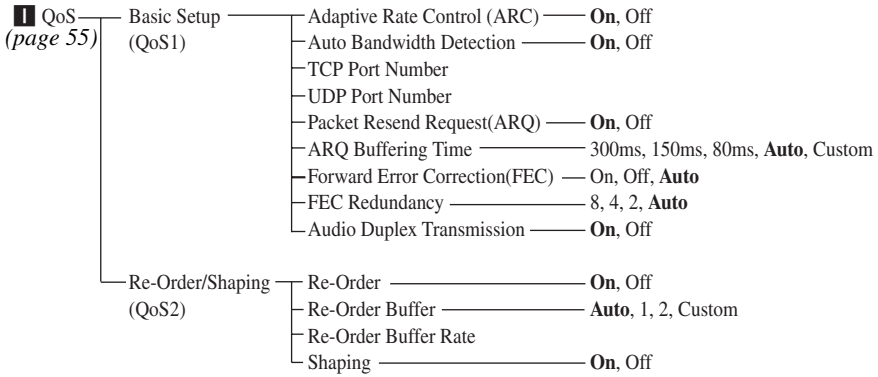 I QoS Basic Setup Adaptive Rate Control (ARC) On, Off
(page 55) (QoS1) Auto Bandwidth Detection On, Off
TCP Port Number
UDP Port Number
Packet Resend Request(ARQ) On, Off
ARQ Buffering Time 300ms, 150ms, 80ms, Auto, Custom
Forward Error Correction(FEC) On, Off, Auto
FEC Redundancy 8, 4, 2, Auto
Audio Duplex Transmission On, Off
Re-Order/Shaping Re-Order On, Off
(QoS2) Re-Order Buffer Auto, 1, 2, Custom
Re-Order Buffer Rate
Shaping On, Off